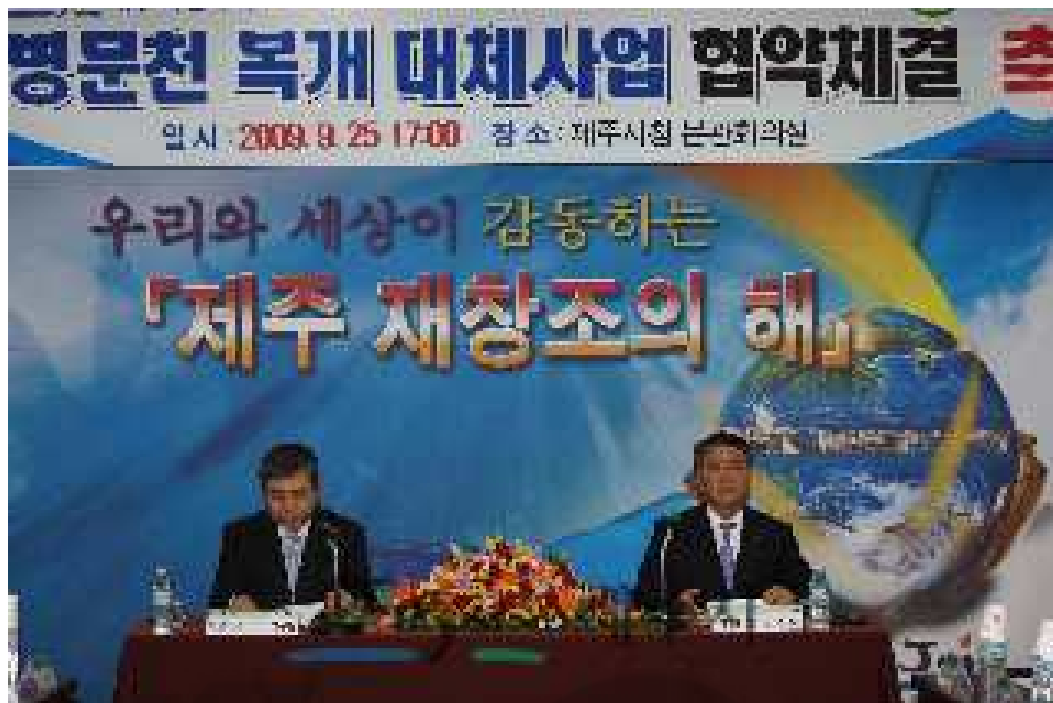 병문천 복개 대체사업 협약체결 축
일시 : 2009. 9. 25 17:00 장소 : 제주시청 본관회의실
우리와 세상이 감동하는
『제주 재창조의 해』